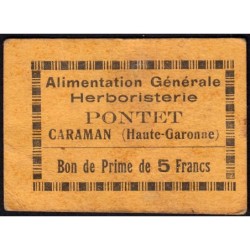 Alimentation Générale
Herboristerie
PONTET
CARAMAN (Haute-Garonne)
Bon de Prime de 5 Francs